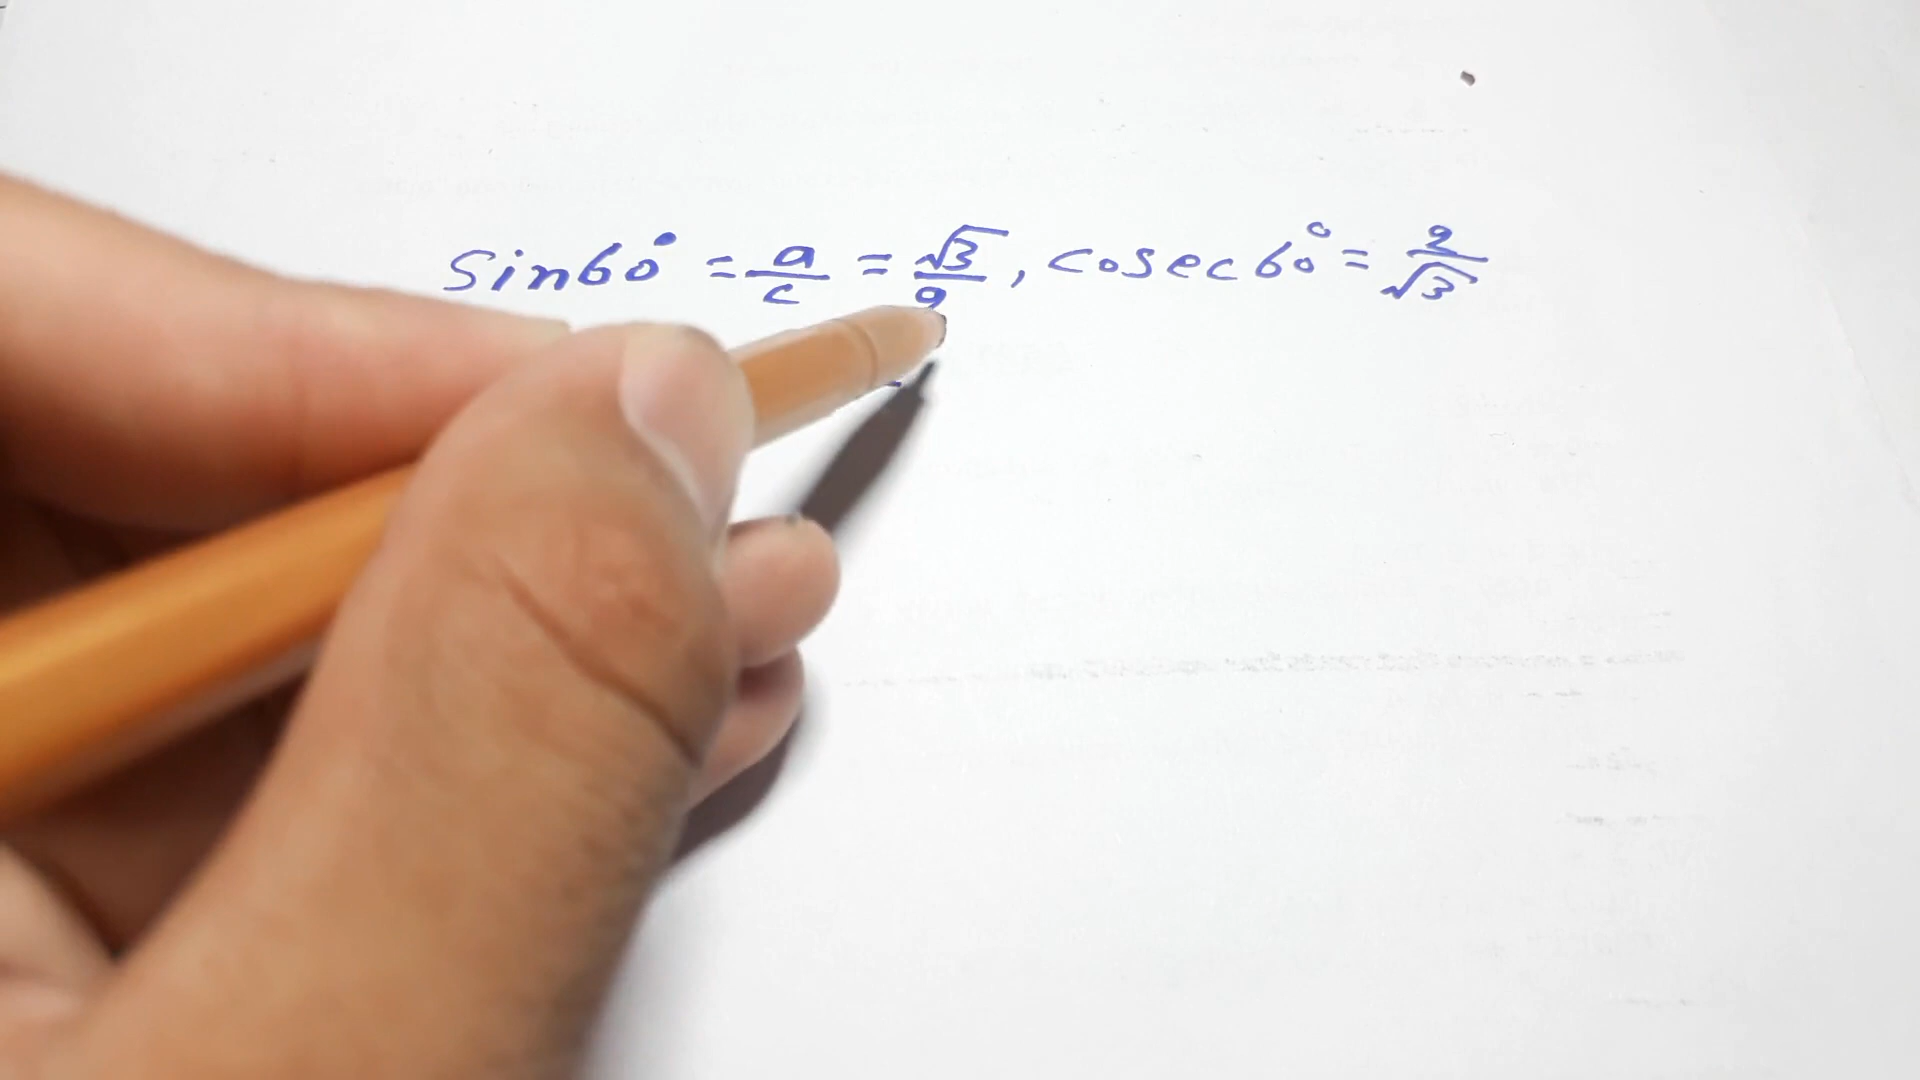 sin60° = a/c = √3/2, cosec60° = 2/√3